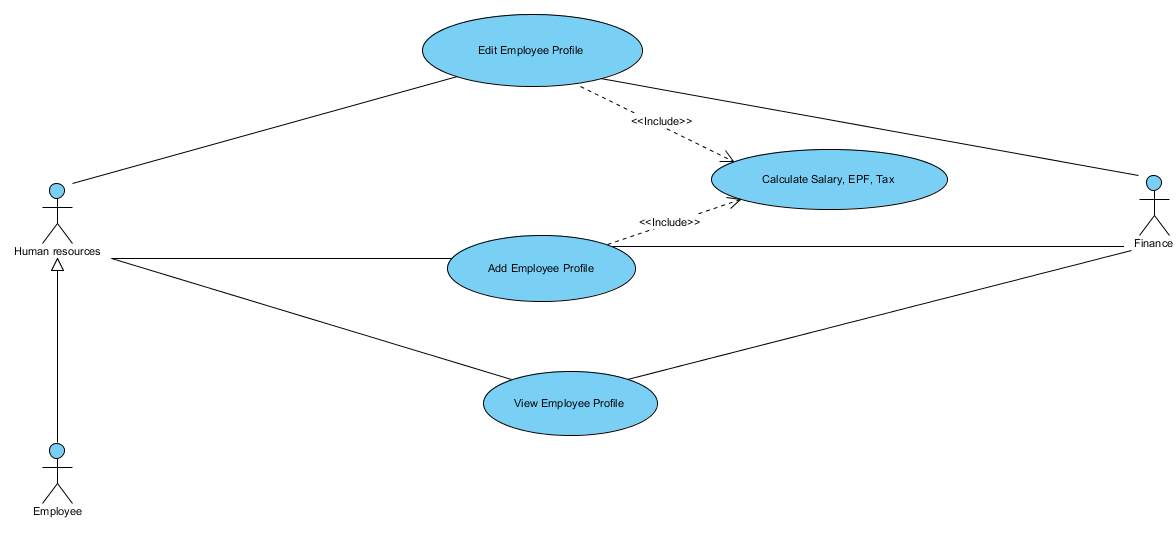 Edit Employee Profile
<<Include>>
Calculate Salary, EPF, Tax
<<Include>>
Human resources
Finance
Add Employee Profile
View Employee Profile
Employee